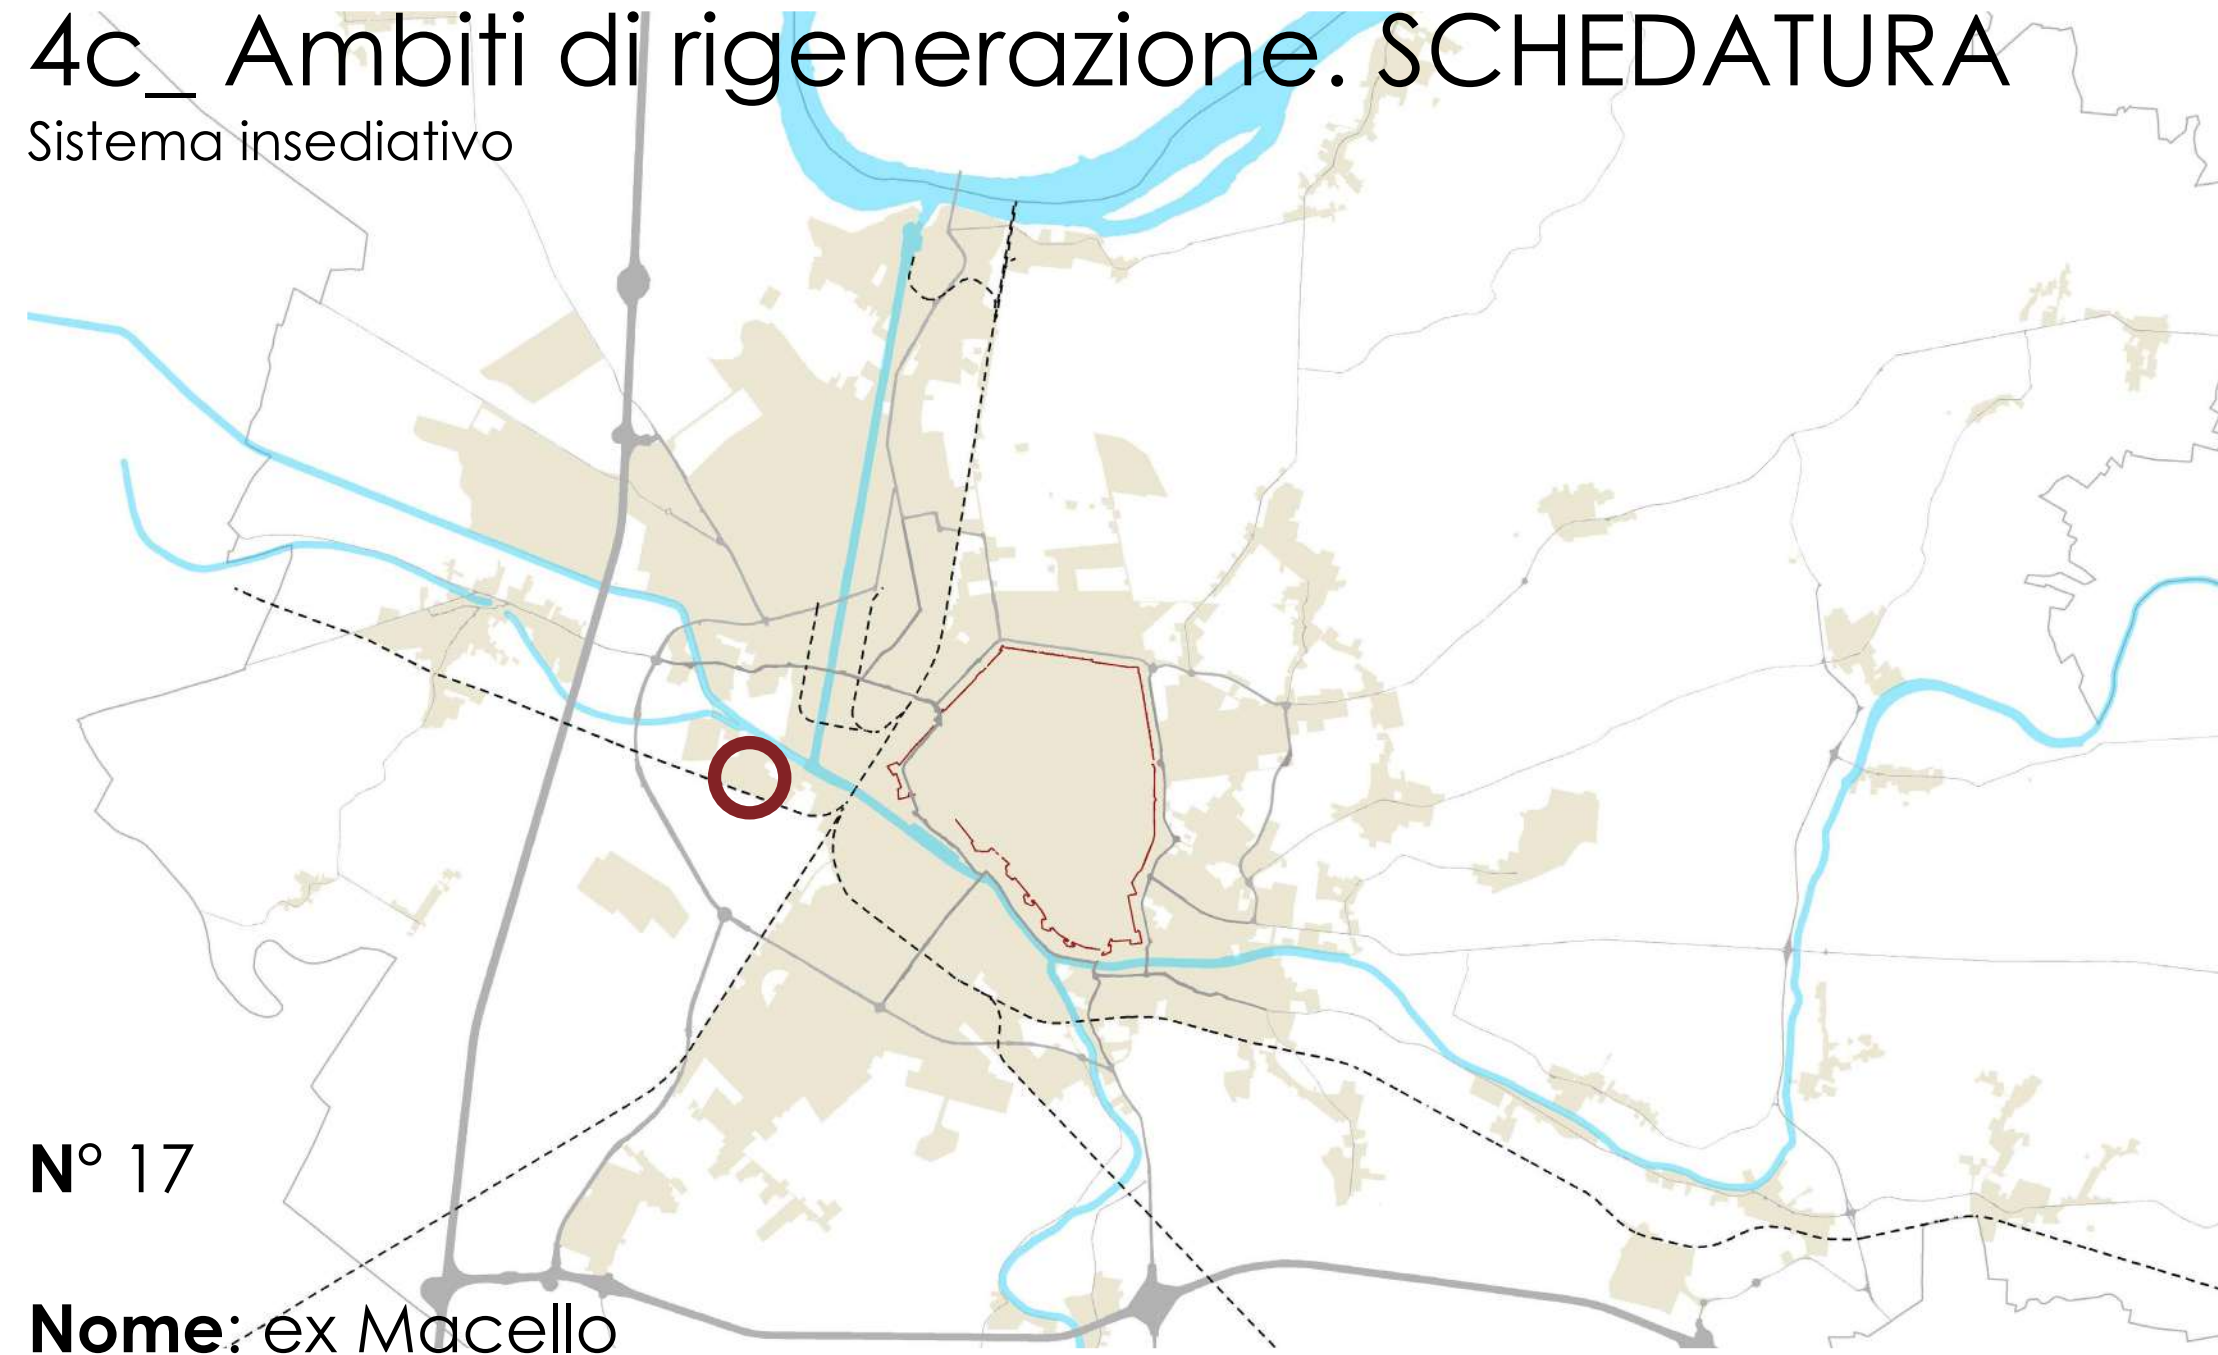 4c_ Ambiti di rigenerazione. SCHEDATURA
Sistema insediativo
N° 17
Nome: ex Macello